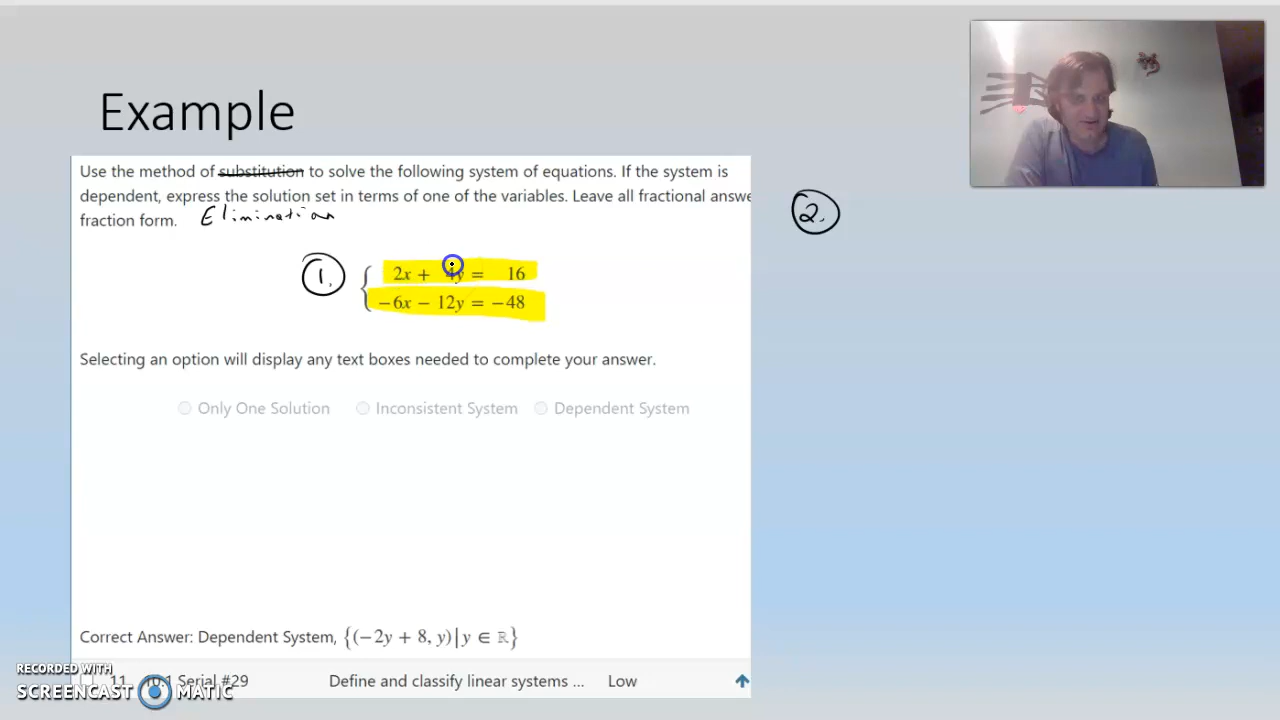 Example
Use the method of substitution to solve the following system of equations. If the system is
dependent, express the solution set in terms of one of the variables. Leave all fractional answe
fraction form. Elimination
2.
1. 2x + 4y = 16
−6x − 12y = −48
Selecting an option will display any text boxes needed to complete your answer.
Only One Solution Inconsistent System Dependent System
Correct Answer: Dependent System, {(−2y + 8, y)|y ∈ ℝ}
RECORDED WITH
11 10.1 Serial #29 Define and classify linear systems ... Low
SCREENCAST MATIC